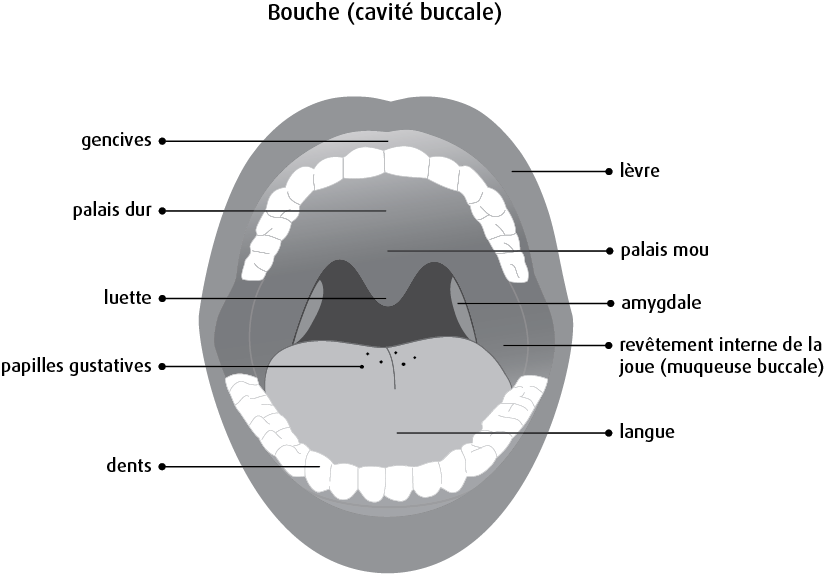 Bouche (cavité buccale)
gencives
palais dur
luette
papilles gustatives
dents
lèvre
palais mou
amygdale
revêtement interne de la
joue (muqueuse buccale)
langue